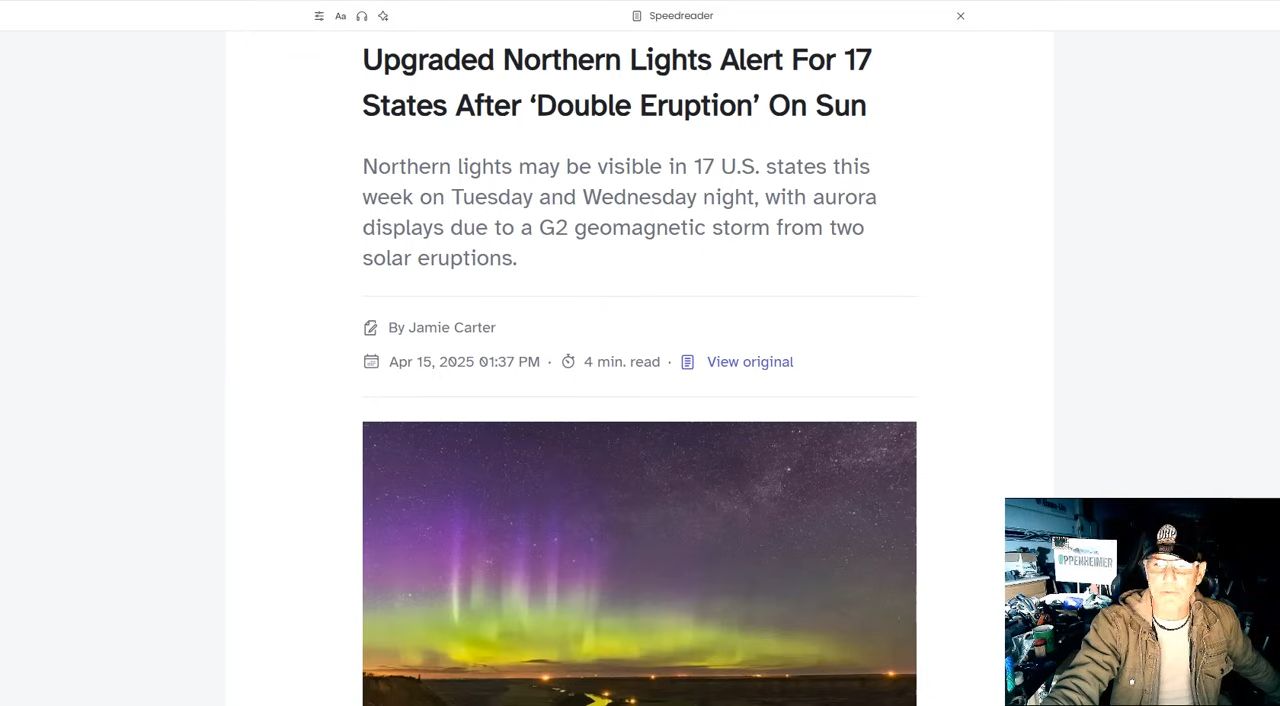 Aa
Speedreader
Upgraded Northern Lights Alert For 17
States After ‘Double Eruption’ On Sun
Northern lights may be visible in 17 U.S. states this
week on Tuesday and Wednesday night, with aurora
displays due to a G2 geomagnetic storm from two
solar eruptions.
By Jamie Carter
Apr 15, 2025 01:37 PM · 4 min. read · View original
PPENHEIMER